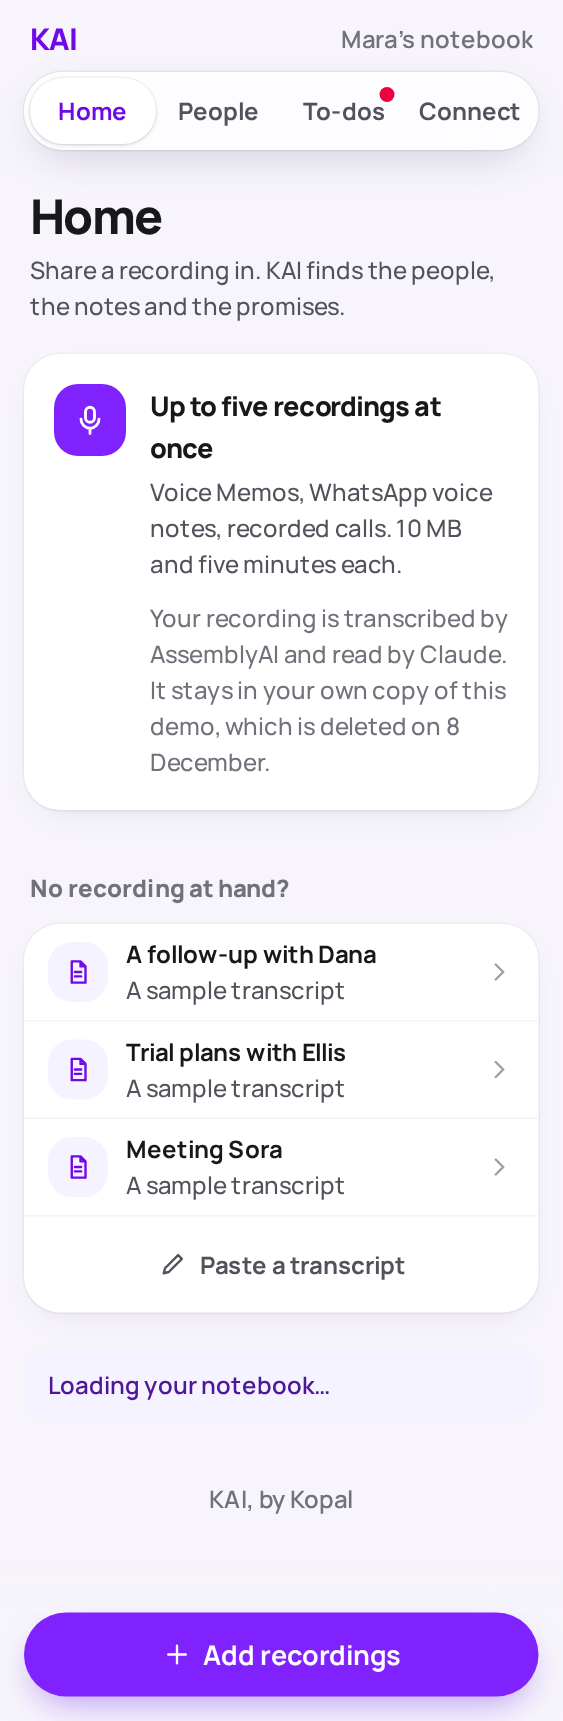 KAI
Mara’s notebook
Home
People
To-dos
Connect
Home
Share a recording in. KAI finds the people,
the notes and the promises.
Up to five recordings at
once
Voice Memos, WhatsApp voice
notes, recorded calls. 10 MB
and five minutes each.
Your recording is transcribed by
AssemblyAI and read by Claude.
It stays in your own copy of this
demo, which is deleted on 8
December.
No recording at hand?
A follow-up with Dana
A sample transcript
Trial plans with Ellis
A sample transcript
Meeting Sora
A sample transcript
Paste a transcript
Loading your notebook…
KAI, by Kopal
Add recordings